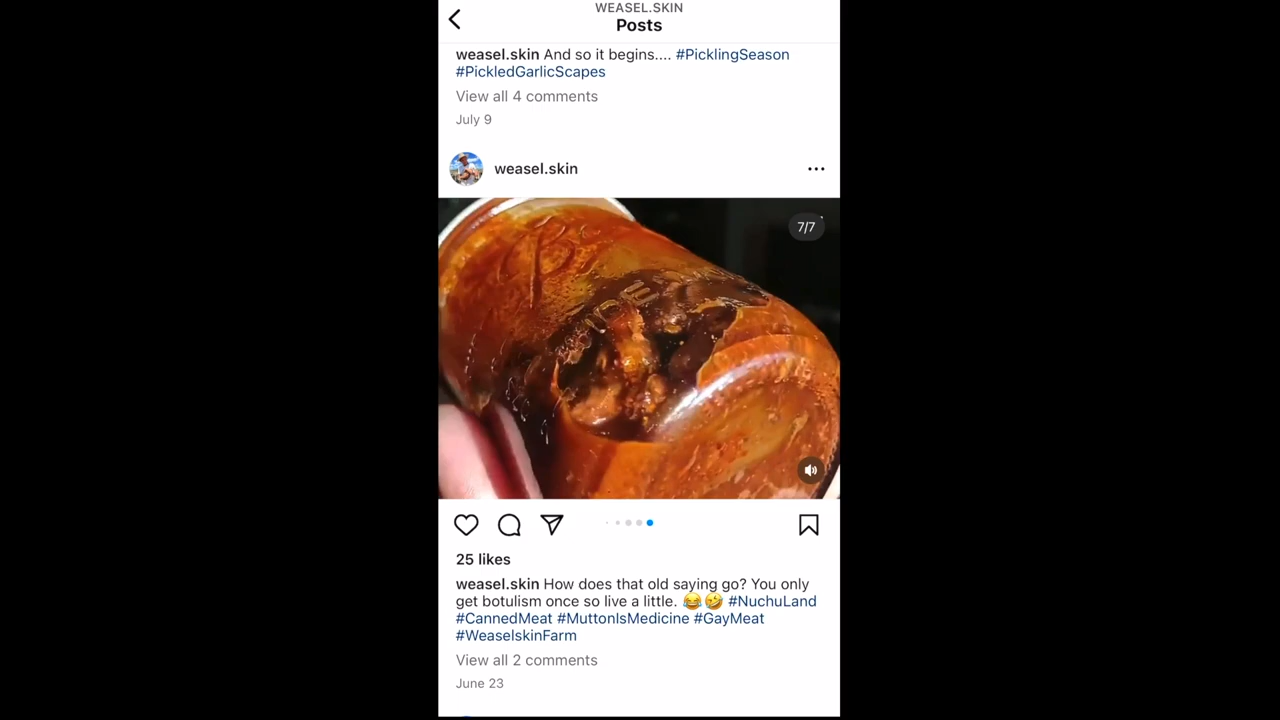 WEASEL.SKIN
Posts
weasel.skin And so it begins.... #PicklingSeason
#PickledGarlicScapes
View all 4 comments
July 9
weasel.skin
7/7
25 likes
weasel.skin How does that old saying go? You only
get botulism once so live a little. 😂🤣 #NuchuLand
#CannedMeat #MuttonIsMedicine #GayMeat
#WeaselskinFarm
View all 2 comments
June 23